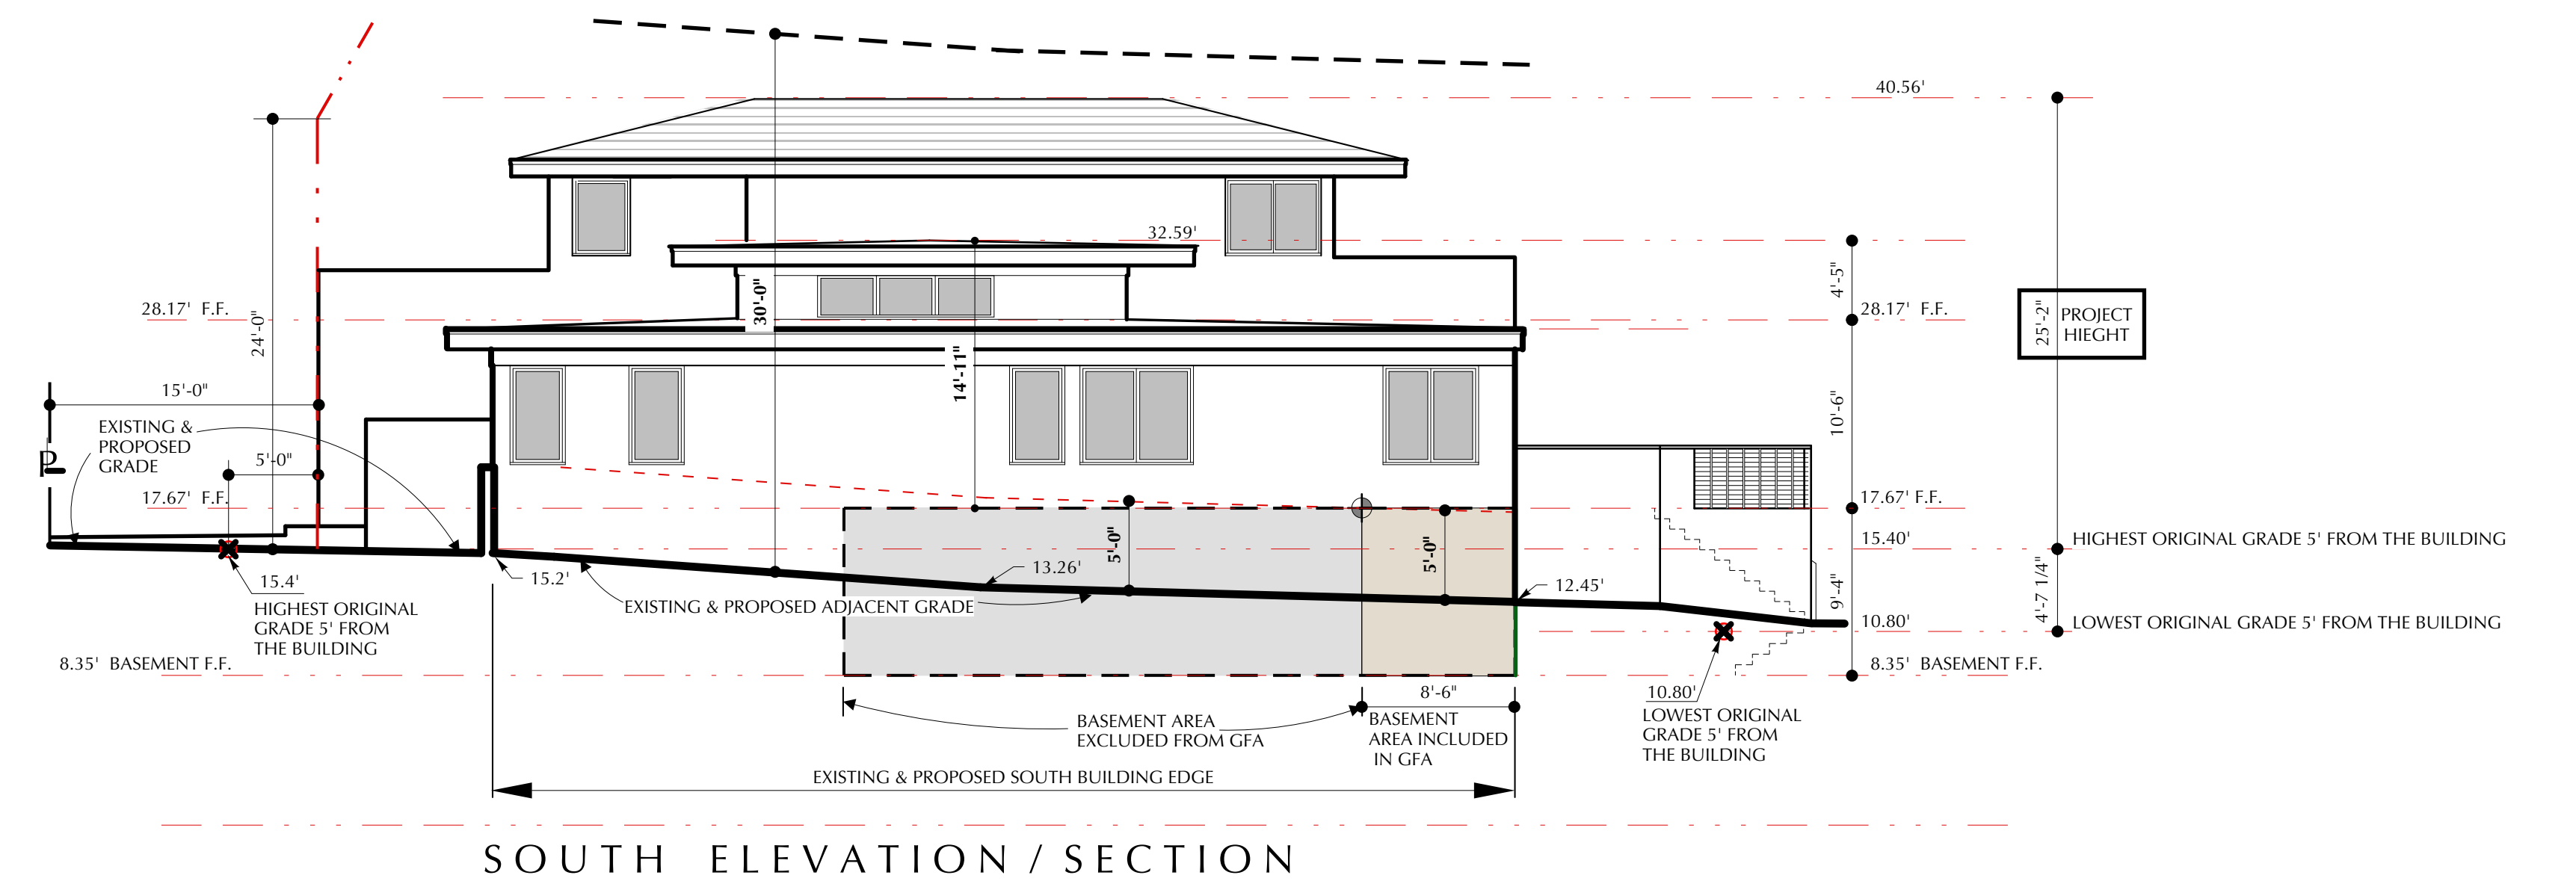 40.56'
32.59'
28.17' F.F.
24'-0"
30'-0"
4'-5"
28.17' F.F.
25'-2"
PROJECT
HIEGHT
14'-11"
15'-0"
10'-6"
EXISTING &
PROPOSED
GRADE
PL
5'-0"
17.67' F.F.
17.67' F.F.
5'-0"
5'-0"
15.40'
HIGHEST ORIGINAL GRADE 5' FROM THE BUILDING
15.4'
15.2'
13.26'
12.45'
9'-4"
4'-7 1/4"
HIGHEST ORIGINAL
GRADE 5' FROM
THE BUILDING
EXISTING & PROPOSED ADJACENT GRADE
10.80'
LOWEST ORIGINAL GRADE 5' FROM THE BUILDING
8.35' BASEMENT F.F.
8.35' BASEMENT F.F.
8'-6"
10.80'
LOWEST ORIGINAL
GRADE 5' FROM
THE BUILDING
BASEMENT AREA
EXCLUDED FROM GFA
BASEMENT
AREA INCLUDED
IN GFA
EXISTING & PROPOSED SOUTH BUILDING EDGE
SOUTH ELEVATION/SECTION